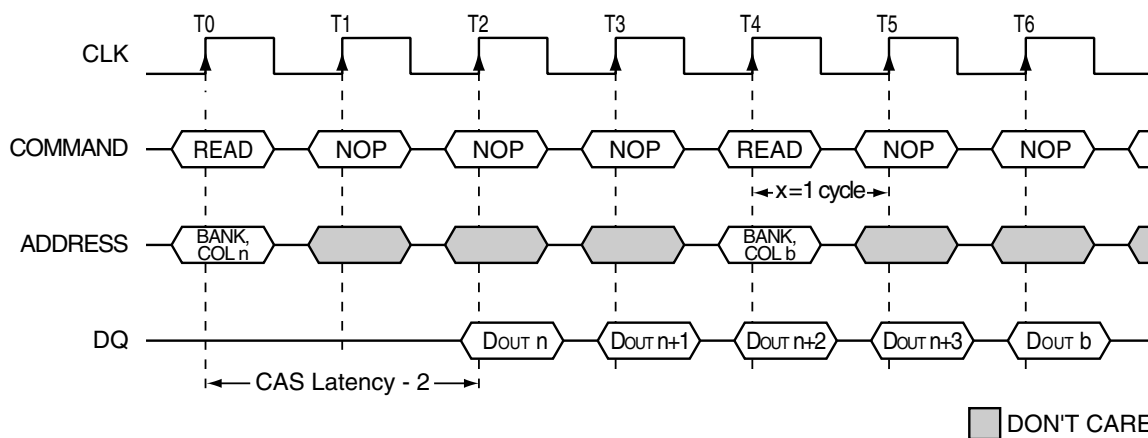 T0 T1 T2 T3 T4 T5 T6
CLK
COMMAND READ NOP NOP NOP READ NOP NOP
x=1 cycle
ADDRESS BANK, COL n BANK, COL b
DQ DOUT n DOUT n+1 DOUT n+2 DOUT n+3 DOUT b
CAS Latency - 2
DON'T CARE